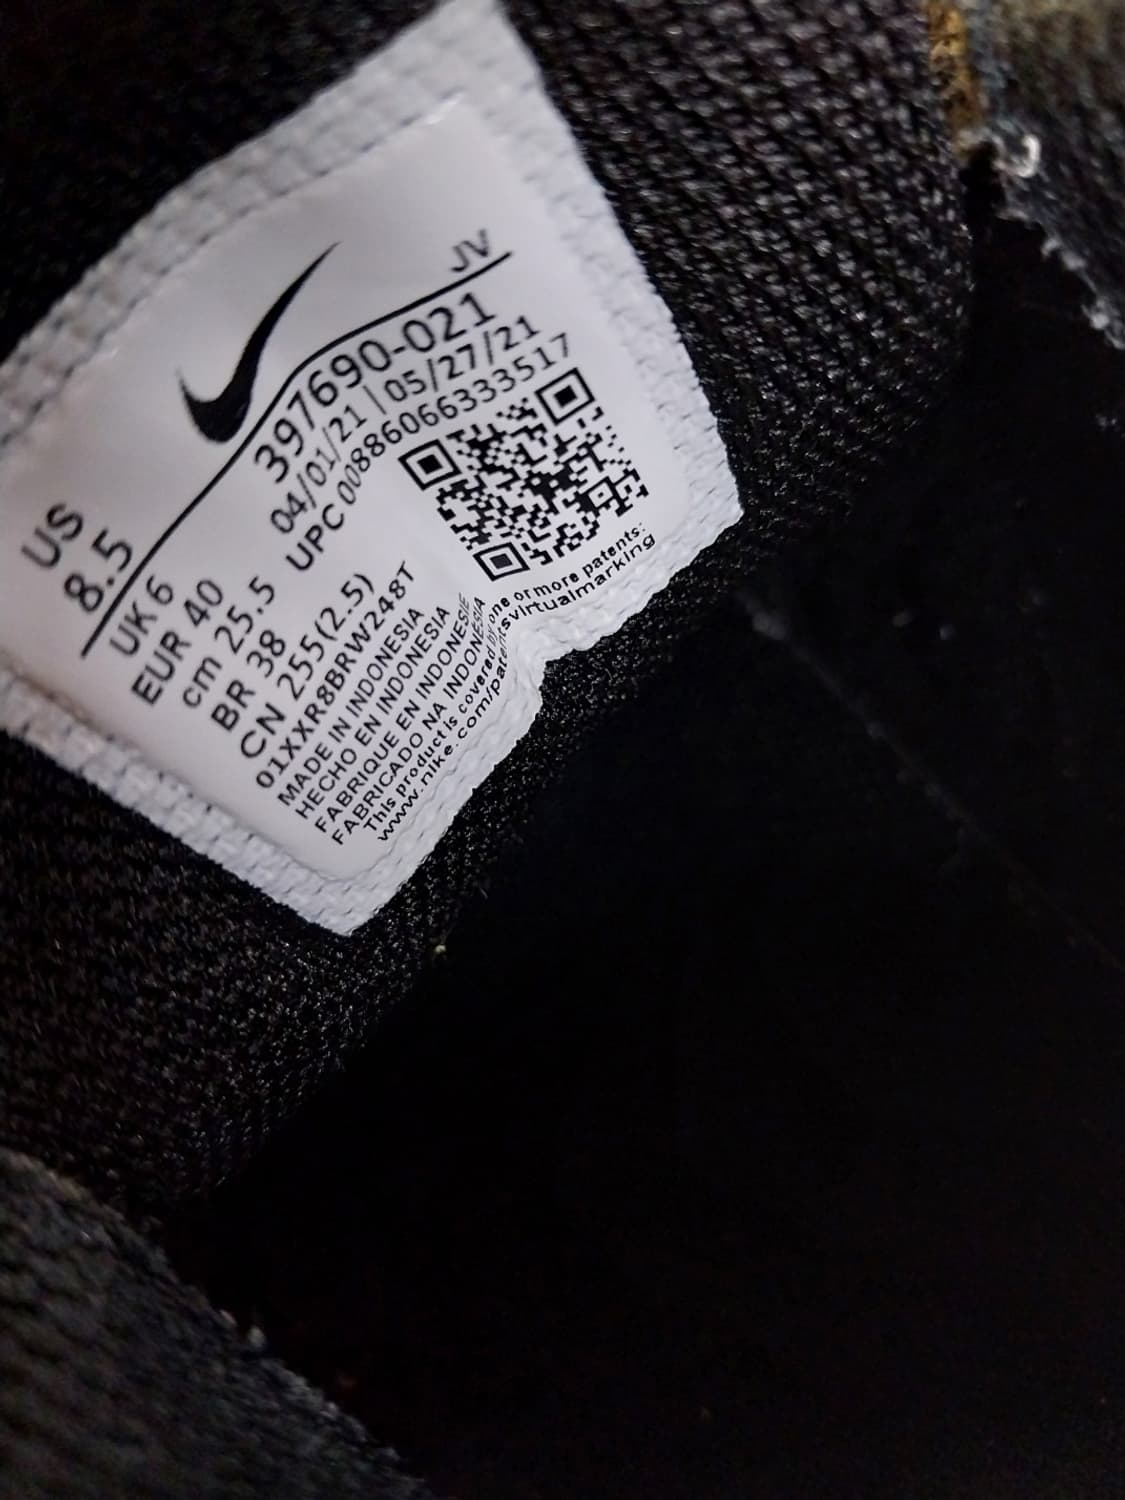 JV
US
8.5
397690-021
04/01/21 | 05/27/21
UPC 00886066333517
UK 6
EUR 40
cm 25.5
BR 38
CN 255(2.5)
01XXR8BRW248T
MADE IN INDONESIA
HECHO EN INDONESIA
FABRIQUE EN INDONESIE
FABRICADO NA INDONÉSIA
This product is covered by one or more patents:
www.nike.com/patentsvirtualmarking